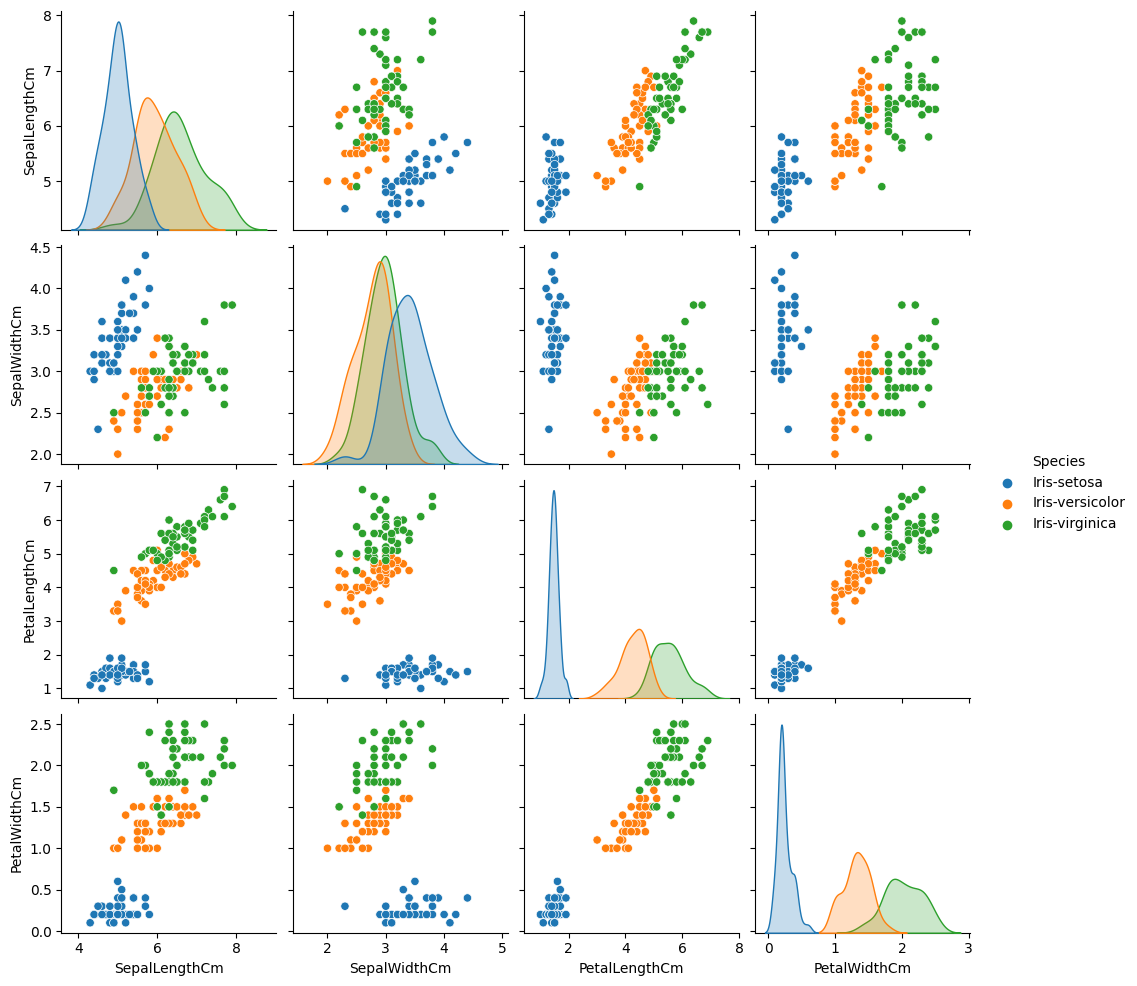 8
7
6
5
SepalLengthCm
4.5
4.0
3.5
3.0
2.5
2.0
SepalWidthCm
Species
Iris-setosa
Iris-versicolor
Iris-virginica
7
6
5
4
3
2
1
PetalLengthCm
2.5
2.0
1.5
1.0
0.5
0.0
PetalWidthCm
4 6 8
2 3 4 5
2 4 6 8
0 1 2 3
SepalLengthCm
SepalWidthCm
PetalLengthCm
PetalWidthCm